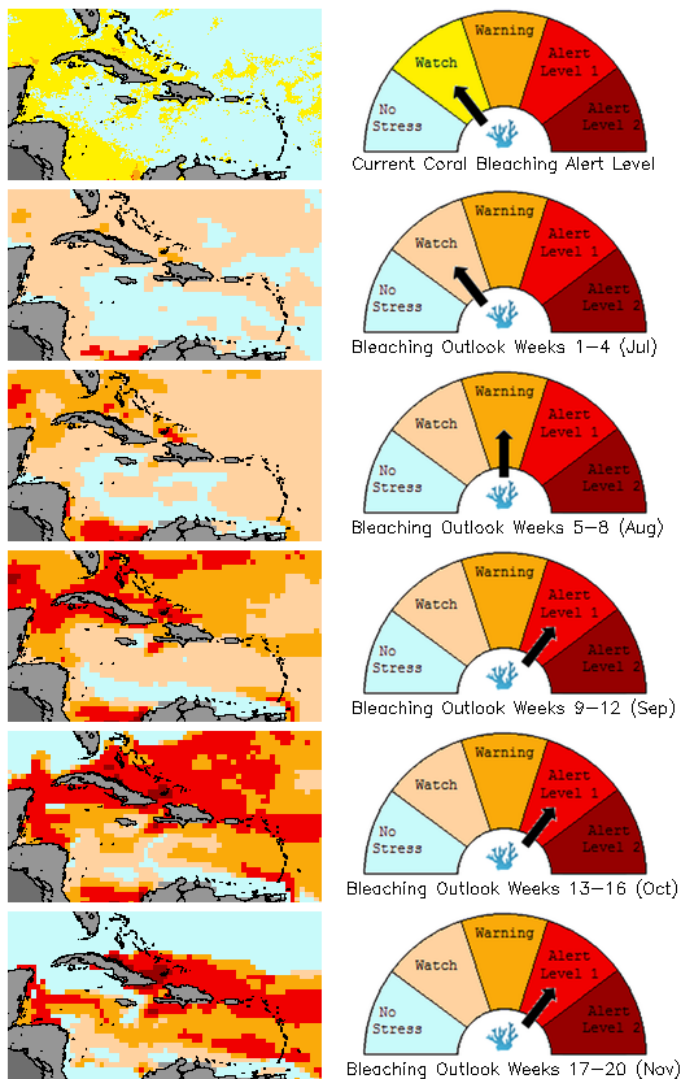 Warning
Watch
Alert
Level 1
No
Stress
Alert
Level 2
Current Coral Bleaching Alert Level
Warning
Watch
Alert
Level 1
No
Stress
Alert
Level 2
Bleaching Outlook Weeks 1-4 (Jul)
Warning
Watch
Alert
Level 1
No
Stress
Alert
Level 2
Bleaching Outlook Weeks 5-8 (Aug)
Warning
Watch
Alert
Level 1
No
Stress
Alert
Level 2
Bleaching Outlook Weeks 9-12 (Sep)
Warning
Watch
Alert
Level 1
No
Stress
Alert
Level 2
Bleaching Outlook Weeks 13-16 (Oct)
Warning
Watch
Alert
Level 1
No
Stress
Alert
Level 2
Bleaching Outlook Weeks 17-20 (Nov)